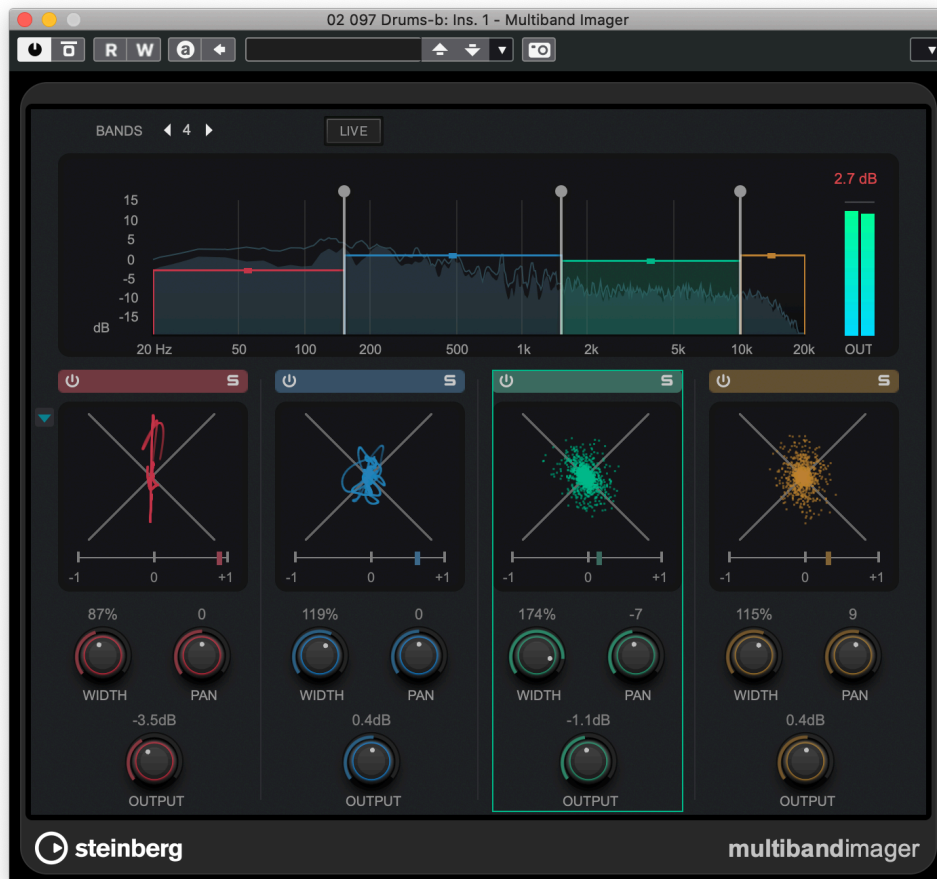 02 097 Drums-b: Ins. 1 - Multiband Imager
R W a
BANDS 4 LIVE
2.7 dB
15
10
5
0
-5
-10
-15
dB
20 Hz 50 100 200 500 1k 2k 5k 10k 20k OUT
S S S S
-1 0 +1 -1 0 +1 -1 0 +1 -1 0 +1
87% 0 119% 0 174% -7 115% 9
WIDTH PAN WIDTH PAN WIDTH PAN WIDTH PAN
-3.5dB 0.4dB -1.1dB 0.4dB
OUTPUT OUTPUT OUTPUT OUTPUT
steinberg multibandimager